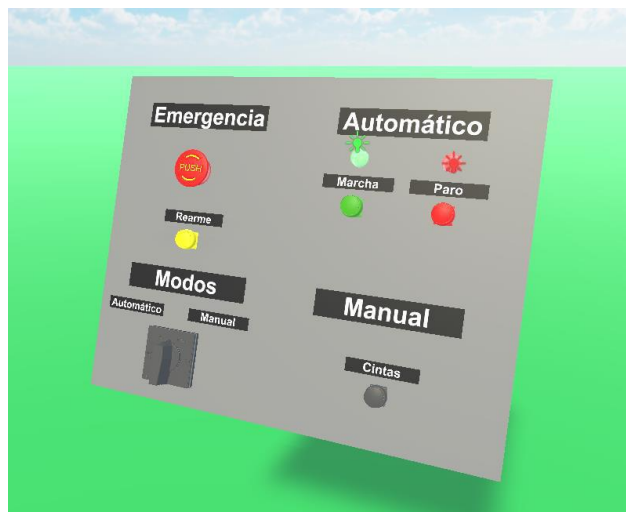 Emergencia
PUSH
Rearme
Modos
Automático
Manual
Automático
Marcha
Paro
Manual
Cintas